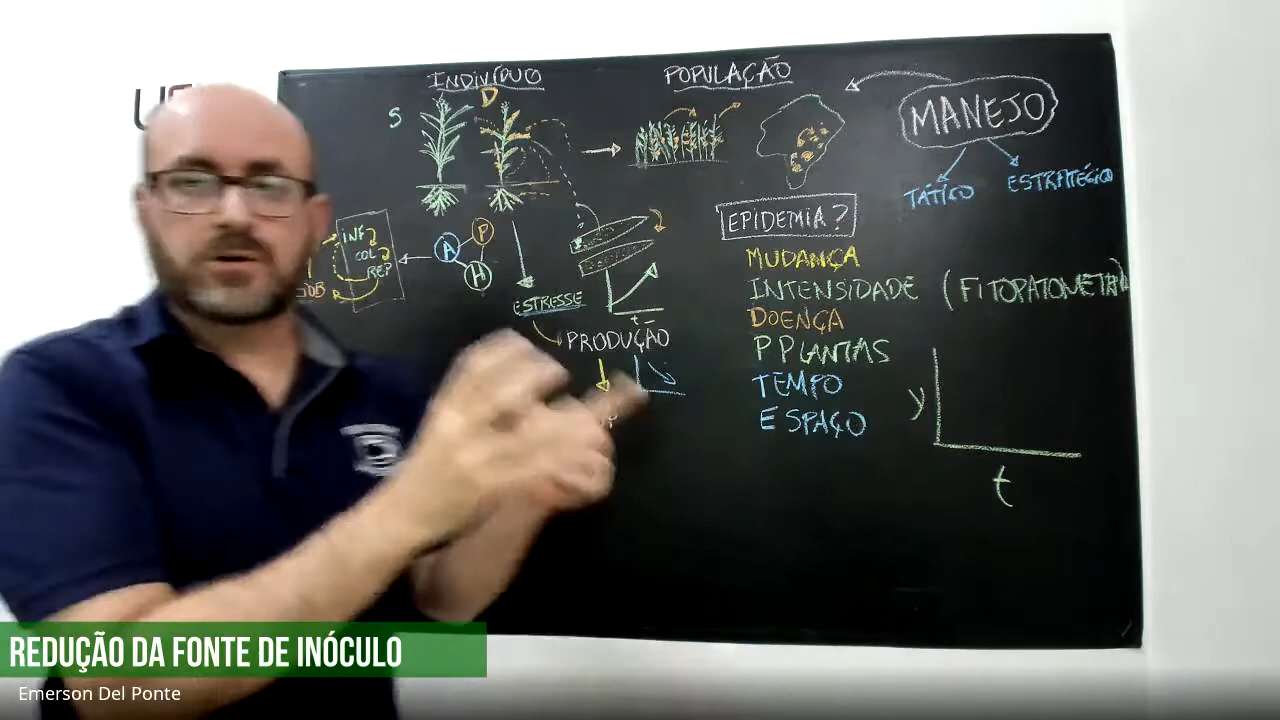 INDIVÍDUO
POPULAÇÃO
MANEJO
S
D
TÁTICO
ESTRATÉGICO
EPIDEMIA?
INF
COL
REP
A
P
H
MUDANÇA
ESTRESSE
INTENSIDADE (FITOPATOMETRIA)
t
DOENÇA
PRODUÇÃO
P PLANTAS
TEMPO
ESPAÇO
y
t
REDUÇÃO DA FONTE DE INÓCULO
Emerson Del Ponte